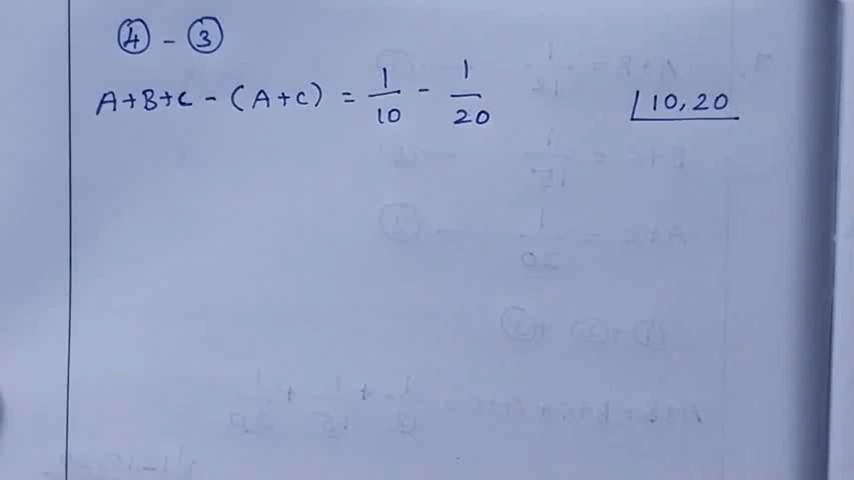 ④ - ③
A+B+C - (A+C) = 1/10 - 1/20
10, 20